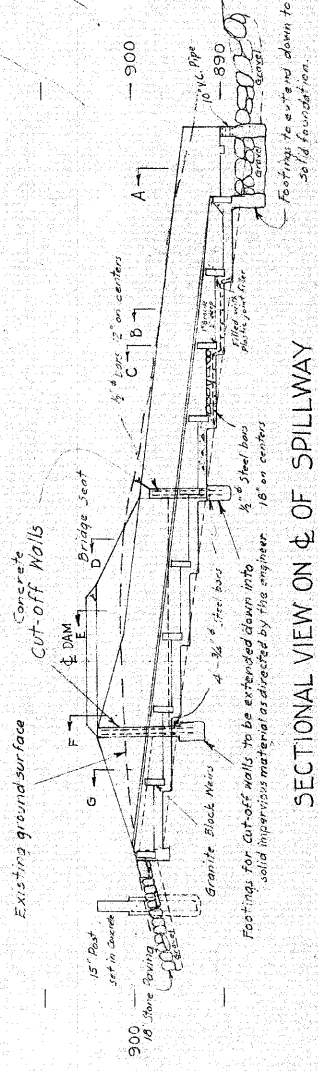 Existing ground surface
Concrete
Cut-off Walls
℄ DAM
Bridge Seat
½"ᶲ bars 12" on centers
10" V.C. Pipe
900
890
900
G
F
E
D
C
B
A
15' Post
set in concrete
18" Stone Paving
Gravel
Granite Block Weirs
4 - ¾"ᶲ steel bars
½"ᶲ Steel bars
18" on centers
Filled with
plastic joint filler
Gravel
Gravel
Footings for cut-off walls to be extended down into
solid impervious material as directed by the engineer
Footings to extend down to
solid foundation.
SECTIONAL VIEW ON ℄ OF SPILLWAY